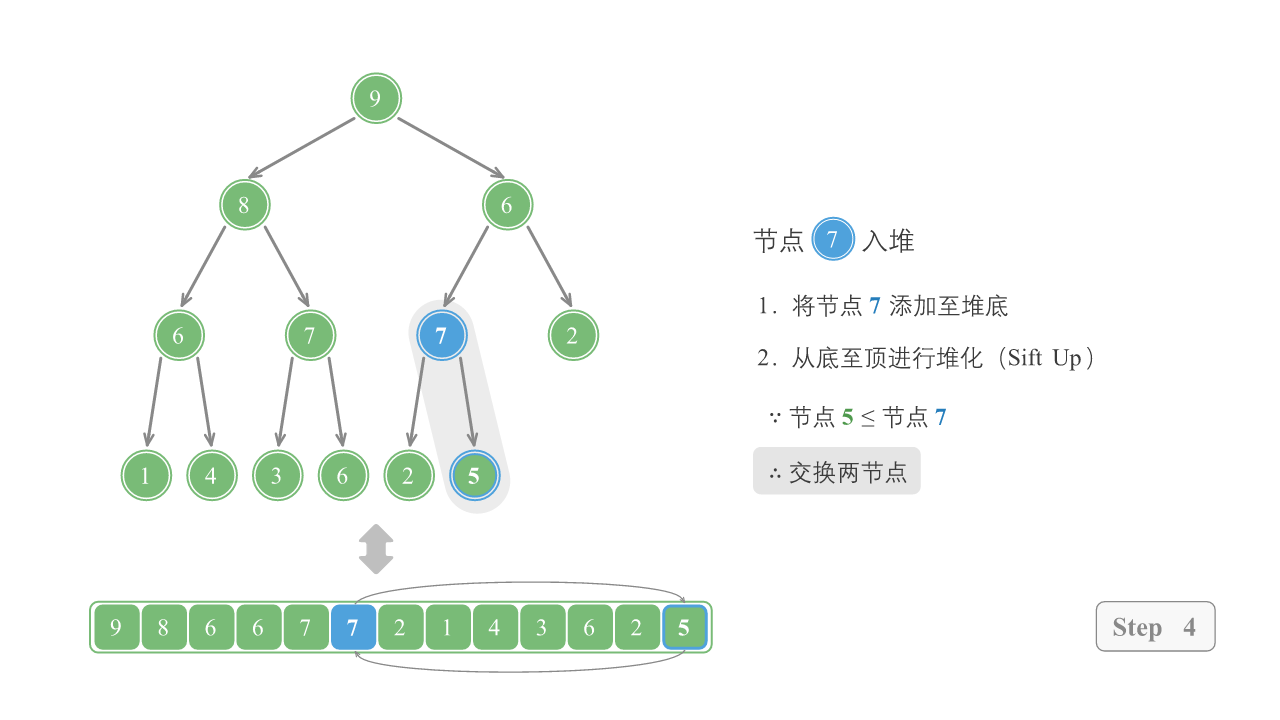 9
8 6
6 7 7 2
1 4 3 6 2 5
9 8 6 6 7 7 2 1 4 3 6 2 5
节点 7 入堆
1. 将节点 7 添加至堆底
2. 从底至顶进行堆化（Sift Up）
∵ 节点 5 ≤ 节点 7
∴ 交换两节点
Step 4